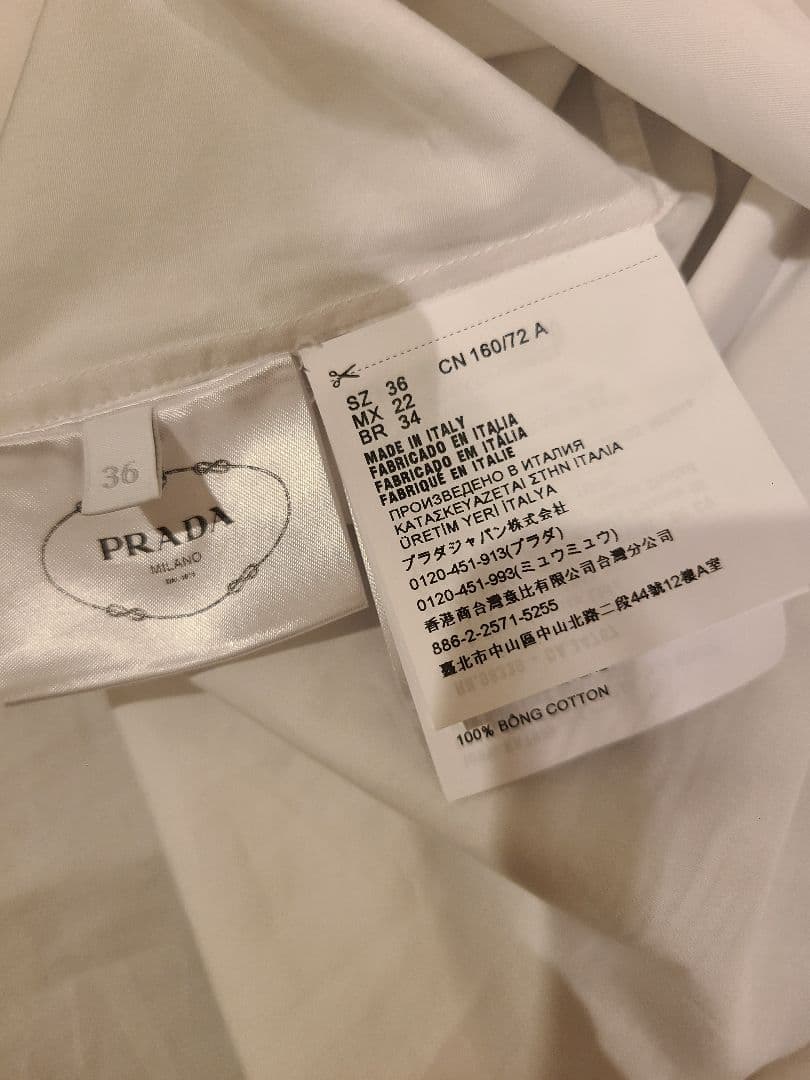 36
PRADA
MILANO
CN 160/72 A
SZ 36
MX 22
BR 34
MADE IN ITALY
FABRICADO EN ITALIA
FABRICADO EM ITÁLIA
FABRIQUÉ EN ITALIE
ПРОИЗВЕДЕНО В ИТАЛИЯ
ΚΑΤΑΣΚΕΥΑΖΕΤΑΙ ΣΤΗΝ ΙΤΑΛΙΑ
ÜRETİM YERİ İTALYA
プラダジャパン株式会社
0120-451-913(プラダ)
0120-451-993(ミュウミュウ)
香港商台灣意比有限公司台灣分公司
886-2-2571-5255
臺北市中山區中山北路二段44號12樓A室
100% BÔNG COTTON